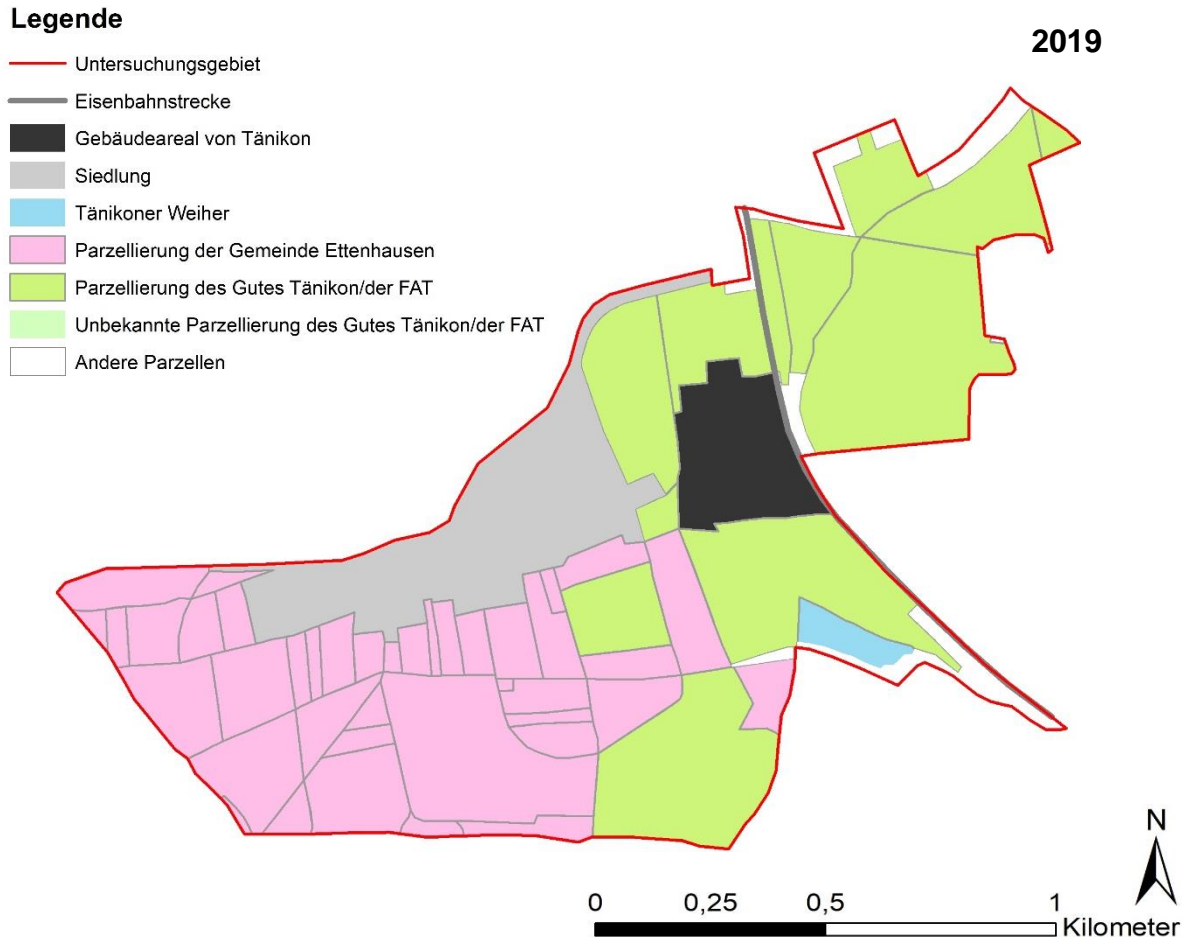 Legende
2019
Untersuchungsgebiet
Eisenbahnstrecke
Gebäudeareal von Tänikon
Siedlung
Tänikoner Weiher
Parzellierung der Gemeinde Ettenhausen
Parzellierung des Gutes Tänikon/der FAT
Unbekannte Parzellierung des Gutes Tänikon/der FAT
Andere Parzellen
N
0 0,25 0,5 1
Kilometer